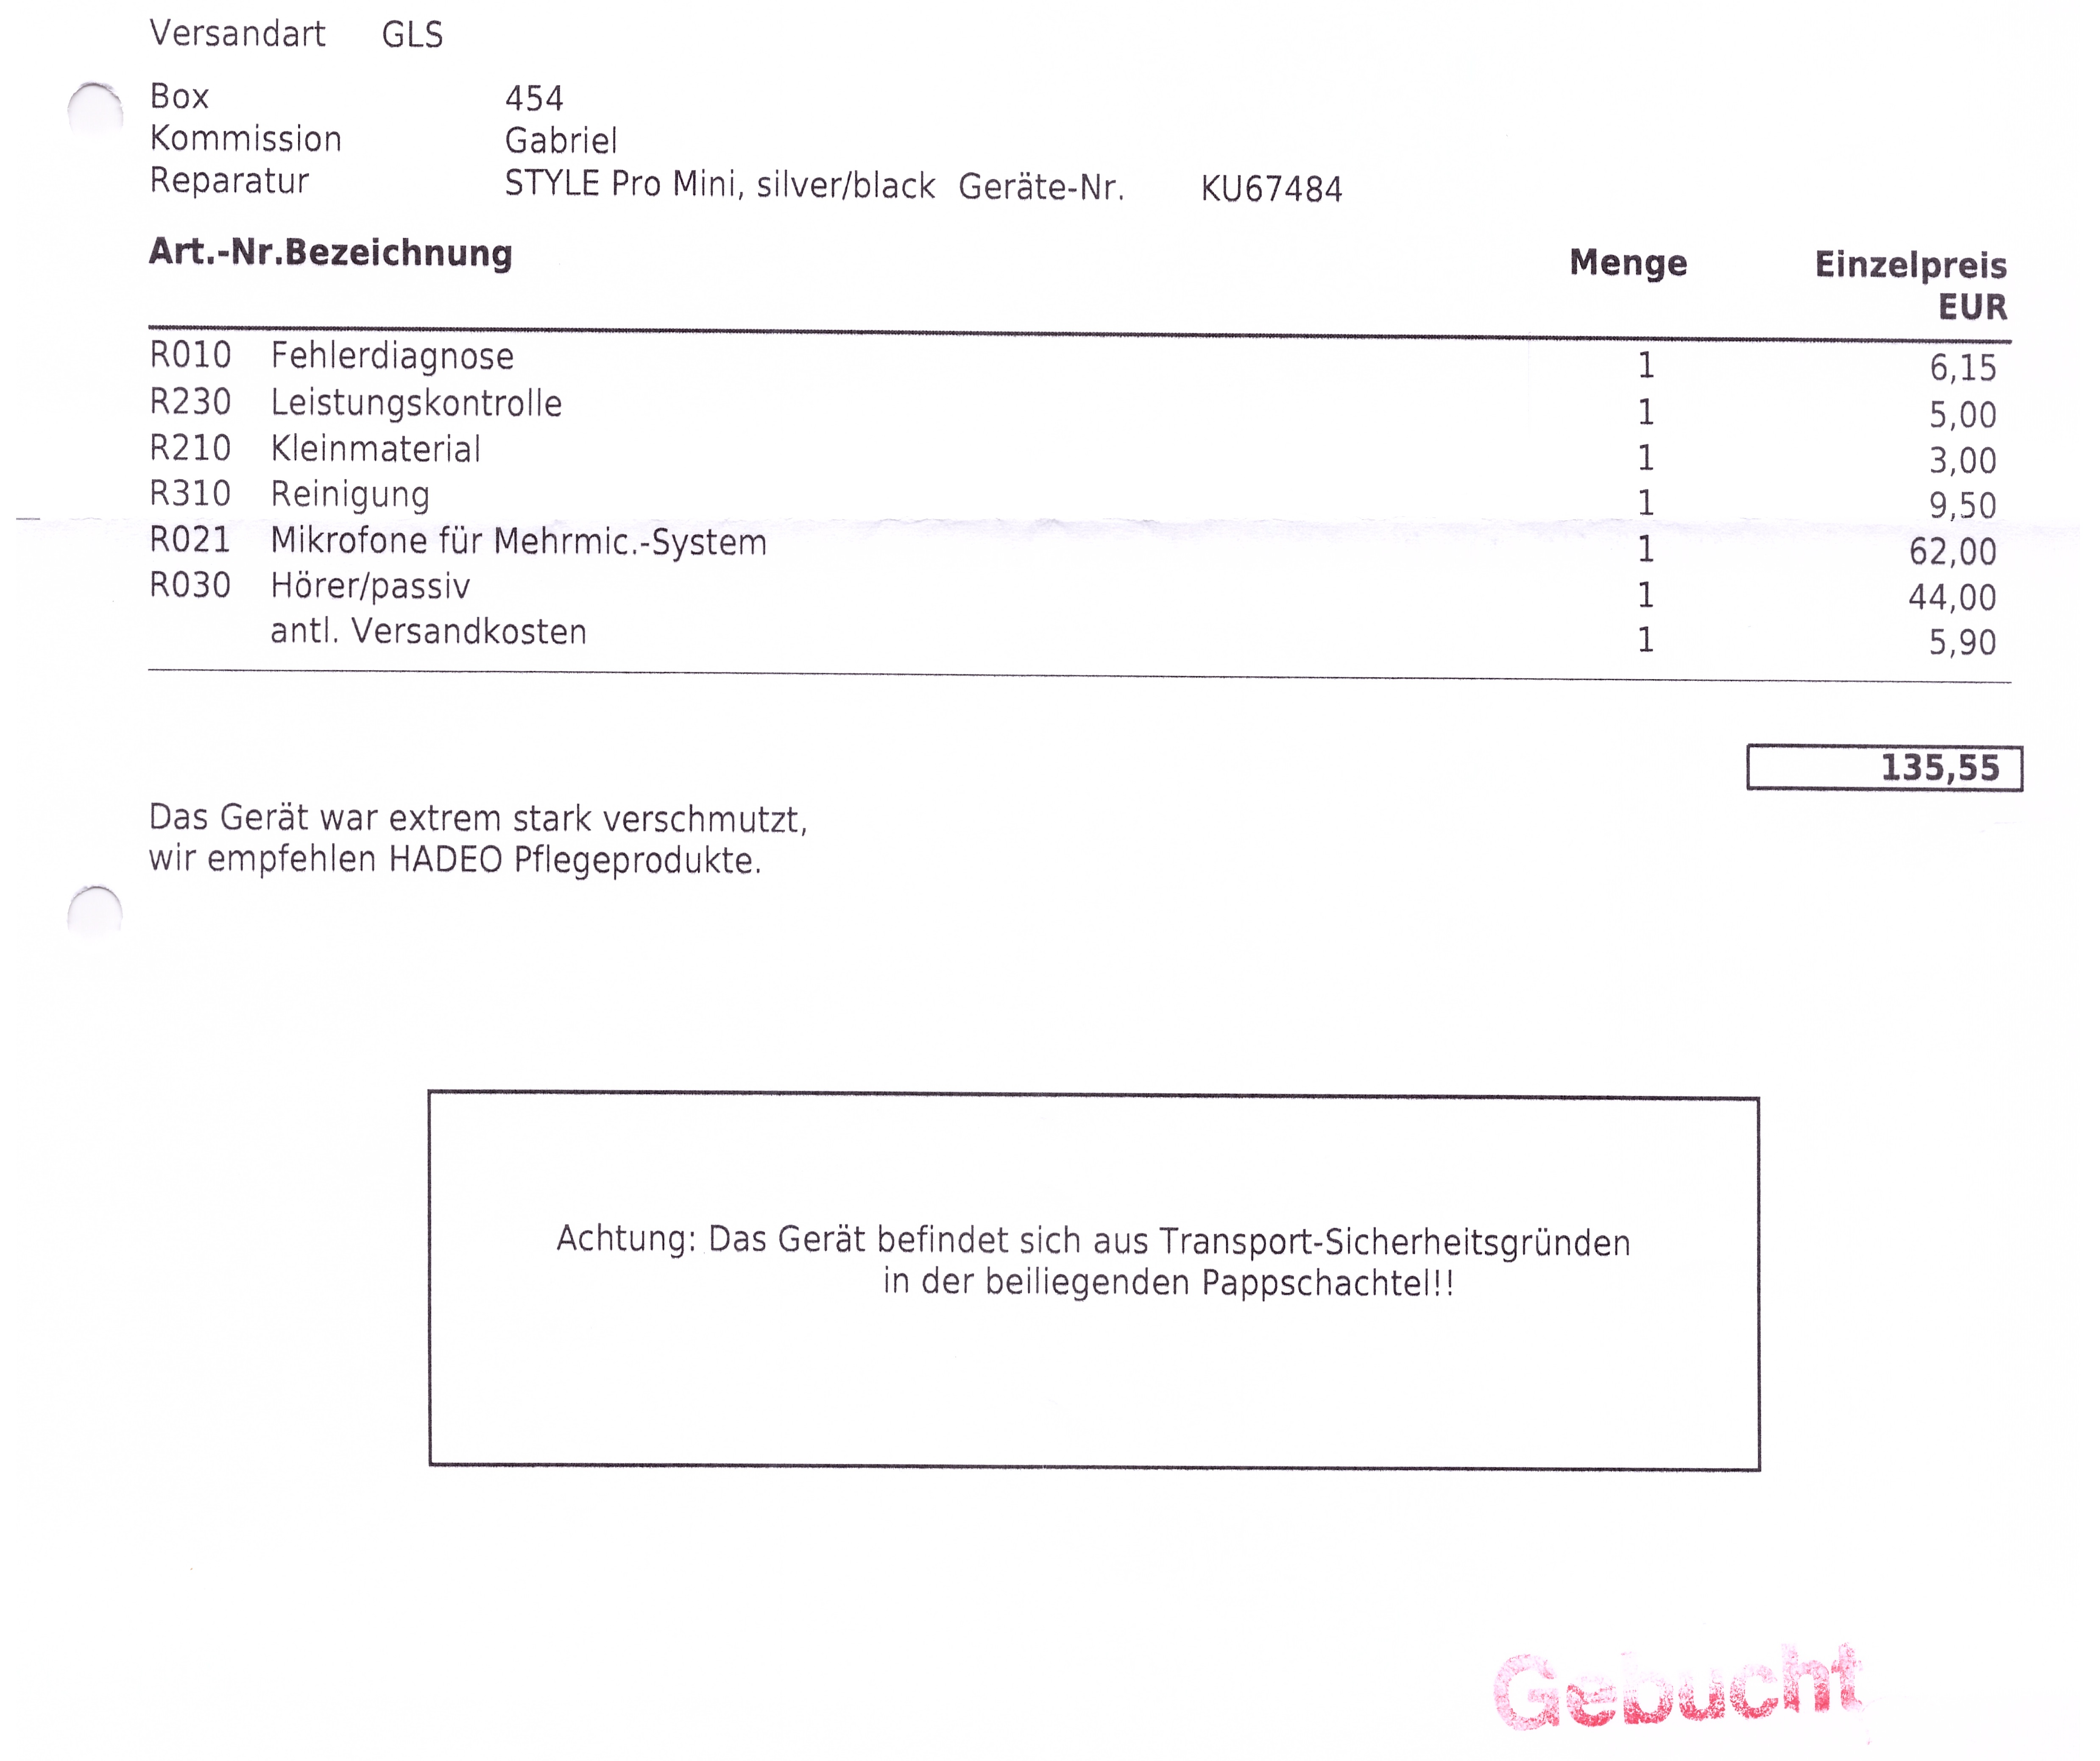 Versandart GLS
Box 454
Kommission Gabriel
Reparatur STYLE Pro Mini, silver/black Geräte-Nr. KU67484
Art.-Nr.Bezeichnung Menge Einzelpreis
EUR
R010 Fehlerdiagnose 1 6,15
R230 Leistungskontrolle 1 5,00
R210 Kleinmaterial 1 3,00
R310 Reinigung 1 9,50
R021 Mikrofone für Mehrmic.-System 1 62,00
R030 Hörer/passiv 1 44,00
antl. Versandkosten 1 5,90
135,55
Das Gerät war extrem stark verschmutzt,
wir empfehlen HADEO Pflegeprodukte.
Achtung: Das Gerät befindet sich aus Transport-Sicherheitsgründen
in der beiliegenden Pappschachtel!!
Gebucht